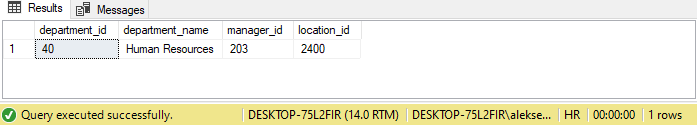 Results Messages
department_id department_name manager_id location_id
1 40 Human Resources 203 2400
Query executed successfully. DESKTOP-75L2FIR (14.0 RTM) DESKTOP-75L2FIR\alekse... HR 00:00:00 1 rows